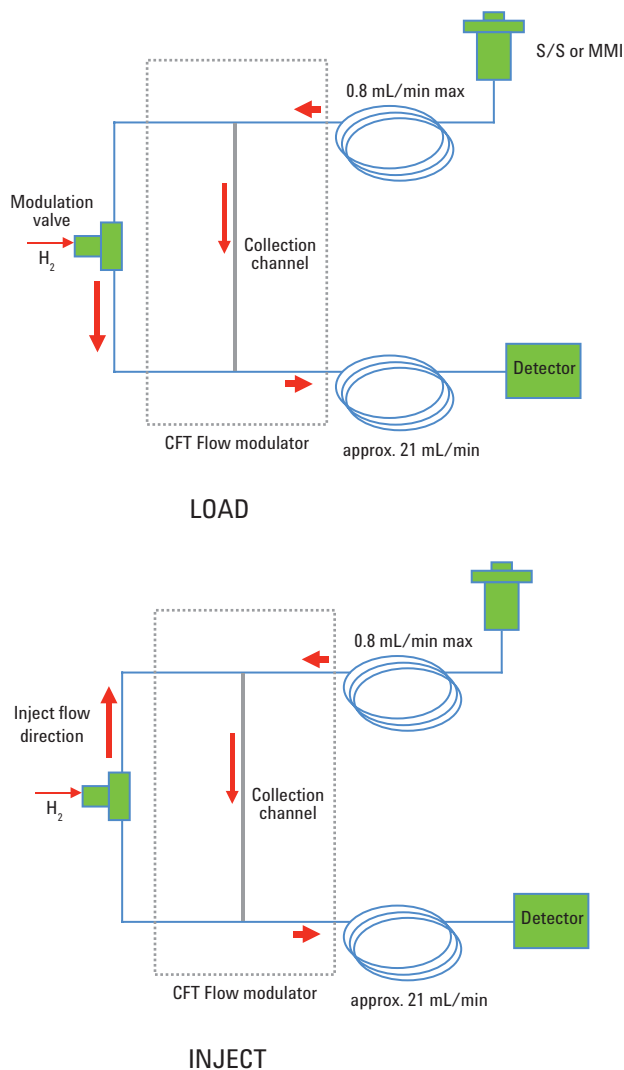 S/S or MMI
0.8 mL/min max
Modulation
valve
H2
Collection
channel
Detector
CFT Flow modulator
approx. 21 mL/min
LOAD
0.8 mL/min max
Inject flow
direction
H2
Collection
channel
Detector
CFT Flow modulator
approx. 21 mL/min
INJECT